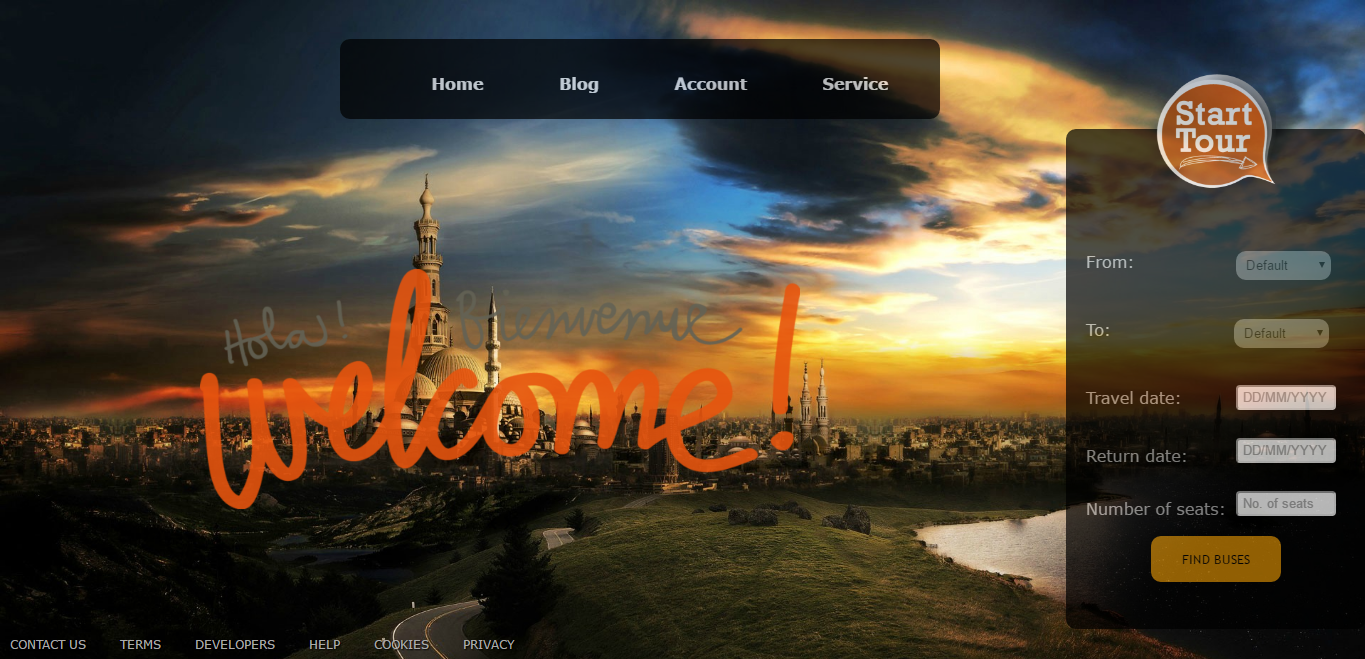 Home Blog Account Service
Start
Tour
From: Default
To: Default
Travel date: DD/MM/YYYY
Return date: DD/MM/YYYY
Number of seats: No. of seats
FIND BUSES
Hola! Bienvenue
welcome!
CONTACT US TERMS DEVELOPERS HELP COOKIES PRIVACY